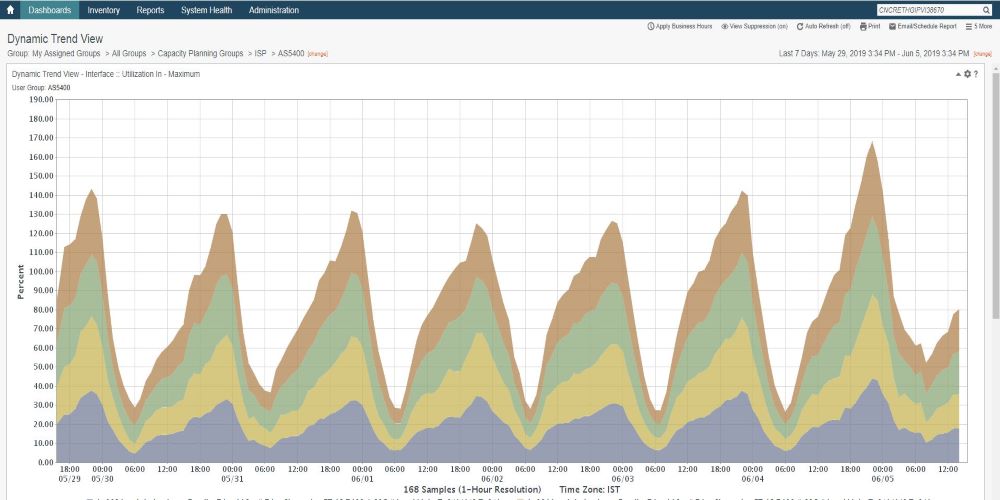 Dashboards Inventory Reports System Health Administration CNCRETHGIPVI38670
Apply Business Hours View Suppression (on) Auto Refresh (off) Print Email/Schedule Report 5 More
Dynamic Trend View
Group: My Assigned Groups > All Groups > Capacity Planning Groups > ISP > AS5400 [change] Last 7 Days: May 29, 2019 3:34 PM - Jun 5, 2019 3:34 PM [change]
Dynamic Trend View - Interface :: Utilization In - Maximum ?
User Group: AS5400
190.00
180.00
170.00
160.00
150.00
140.00
130.00
120.00
110.00
100.00
90.00
80.00
70.00
60.00
50.00
40.00
30.00
20.00
10.00
0.00
Percent
18:00 00:00 06:00 12:00 18:00 00:00 06:00 12:00 18:00 00:00 06:00 12:00 18:00 00:00 06:00 12:00 18:00 00:00 06:00 12:00 18:00 00:00 06:00 12:00 18:00 00:00 06:00 12:00
05/29 05/30 05/31 06/01 06/02 06/03 06/04 06/05
168 Samples (1-Hour Resolution) Time Zone: IST